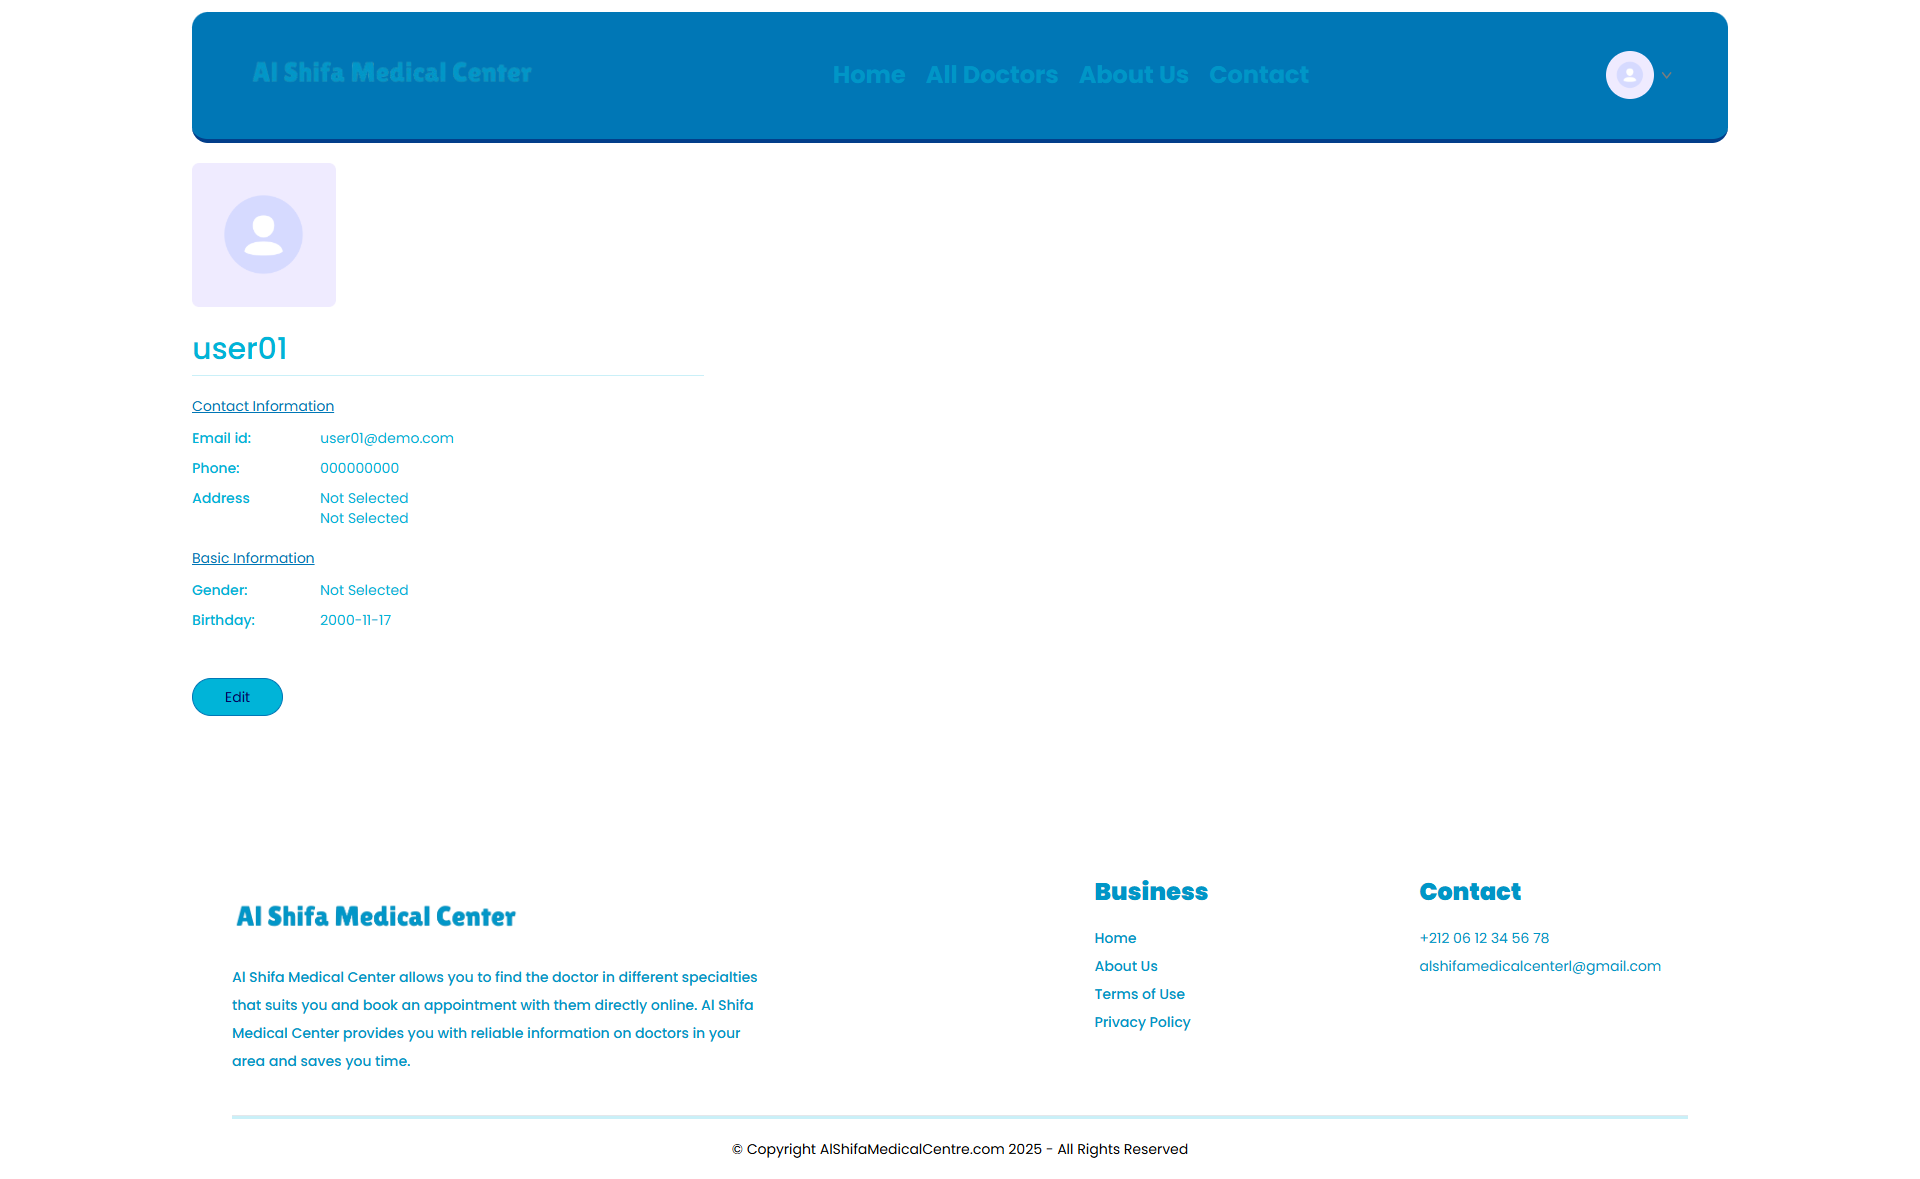 Al Shifa Medical Center
Home All Doctors About Us Contact
user01
Contact Information
Email id: user01@demo.com
Phone: 000000000
Address Not Selected
Not Selected
Basic Information
Gender: Not Selected
Birthday: 2000-11-17
Edit
Al Shifa Medical Center
Al Shifa Medical Center allows you to find the doctor in different specialties
that suits you and book an appointment with them directly online. Al Shifa
Medical Center provides you with reliable information on doctors in your
area and saves you time.
Business
Home
About Us
Terms of Use
Privacy Policy
Contact
+212 06 12 34 56 78
alshifamedicalcenterl@gmail.com
© Copyright AlShifaMedicalCentre.com 2025 - All Rights Reserved